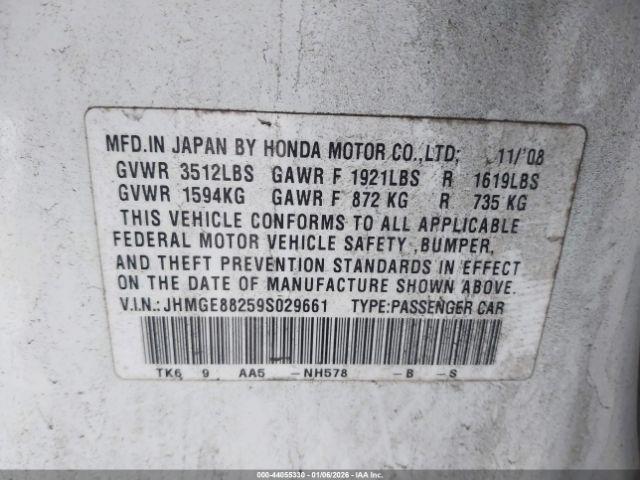 MFD.IN JAPAN BY HONDA MOTOR CO.,LTD; 11/'08
GVWR 3512LBS GAWR F 1921LBS R 1619LBS
GVWR 1594KG GAWR F 872 KG R 735 KG
THIS VEHICLE CONFORMS TO ALL APPLICABLE
FEDERAL MOTOR VEHICLE SAFETY ,BUMPER,
AND THEFT PREVENTION STANDARDS IN EFFECT
ON THE DATE OF MANUFACTURE SHOWN ABOVE.
V.I.N.:JHMGE88259S029661 TYPE:PASSENGER CAR
TK6 9 AA5 -NH578 -B -S
000-44055330 - 01/06/2026 - IAA Corp.